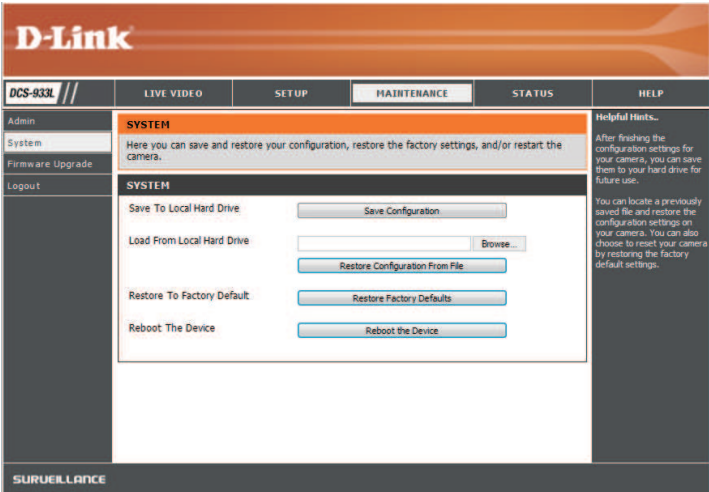 D-Link
DCS-933L
LIVE VIDEO
SETUP
MAINTENANCE
STATUS
HELP
Admin
System
Firmware Upgrade
Logout
SYSTEM
Here you can save and restore your configuration, restore the factory settings, and/or restart the
camera.
SYSTEM
Save To Local Hard Drive
Save Configuration
Load From Local Hard Drive
Browse...
Restore Configuration From File
Restore To Factory Default
Restore Factory Defaults
Reboot The Device
Reboot the Device
Helpful Hints..
After finishing the
configuration settings for
your camera, you can save
them to your hard drive for
future use.
You can locate a previously
saved file and restore the
configuration settings on
your camera. You can also
choose to reset your camera
by restoring the factory
default settings.
SURVEILLANCE